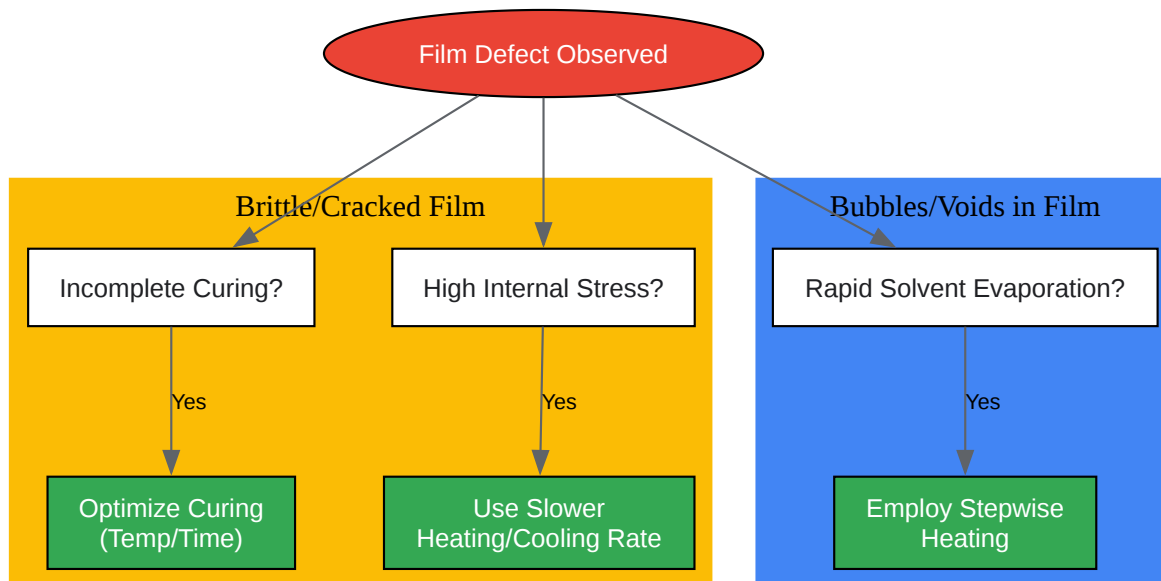 Film Defect Observed
Brittle/Cracked Film
Bubbles/Voids in Film
Incomplete Curing?
High Internal Stress?
Rapid Solvent Evaporation?
Yes
Yes
Yes
Optimize Curing
(Temp/Time)
Use Slower
Heating/Cooling Rate
Employ Stepwise
Heating